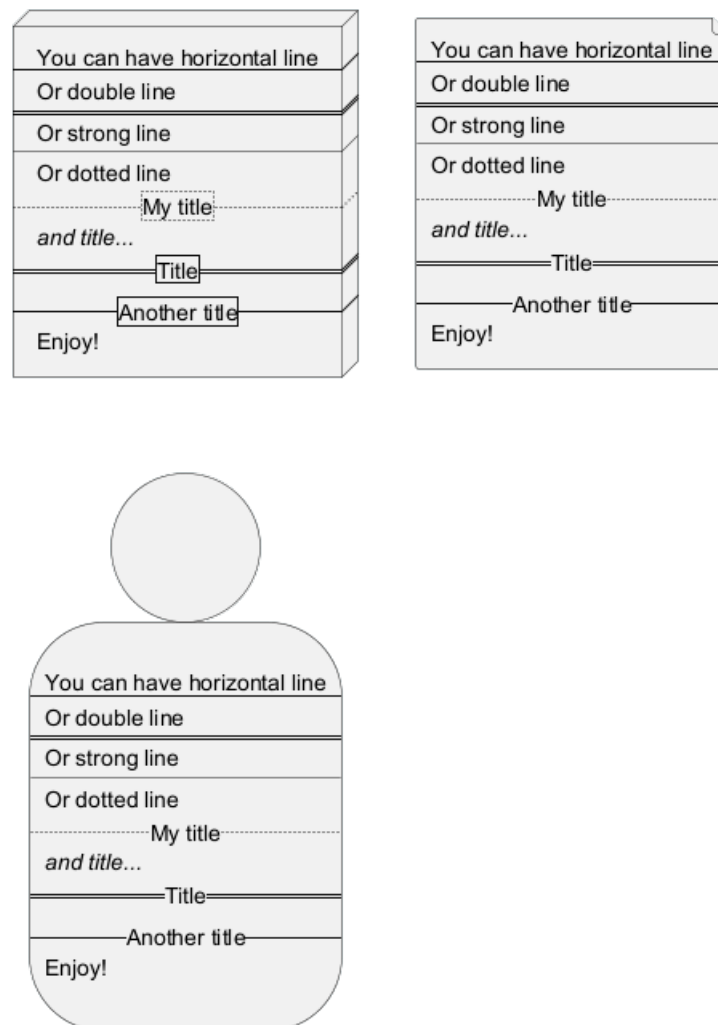 You can have horizontal line
Or double line
Or strong line
Or dotted line
My title
and title...
Title
Another title
Enjoy!
You can have horizontal line
Or double line
Or strong line
Or dotted line
My title
and title...
Title
Another title
Enjoy!
You can have horizontal line
Or double line
Or strong line
Or dotted line
My title
and title...
Title
Another title
Enjoy!